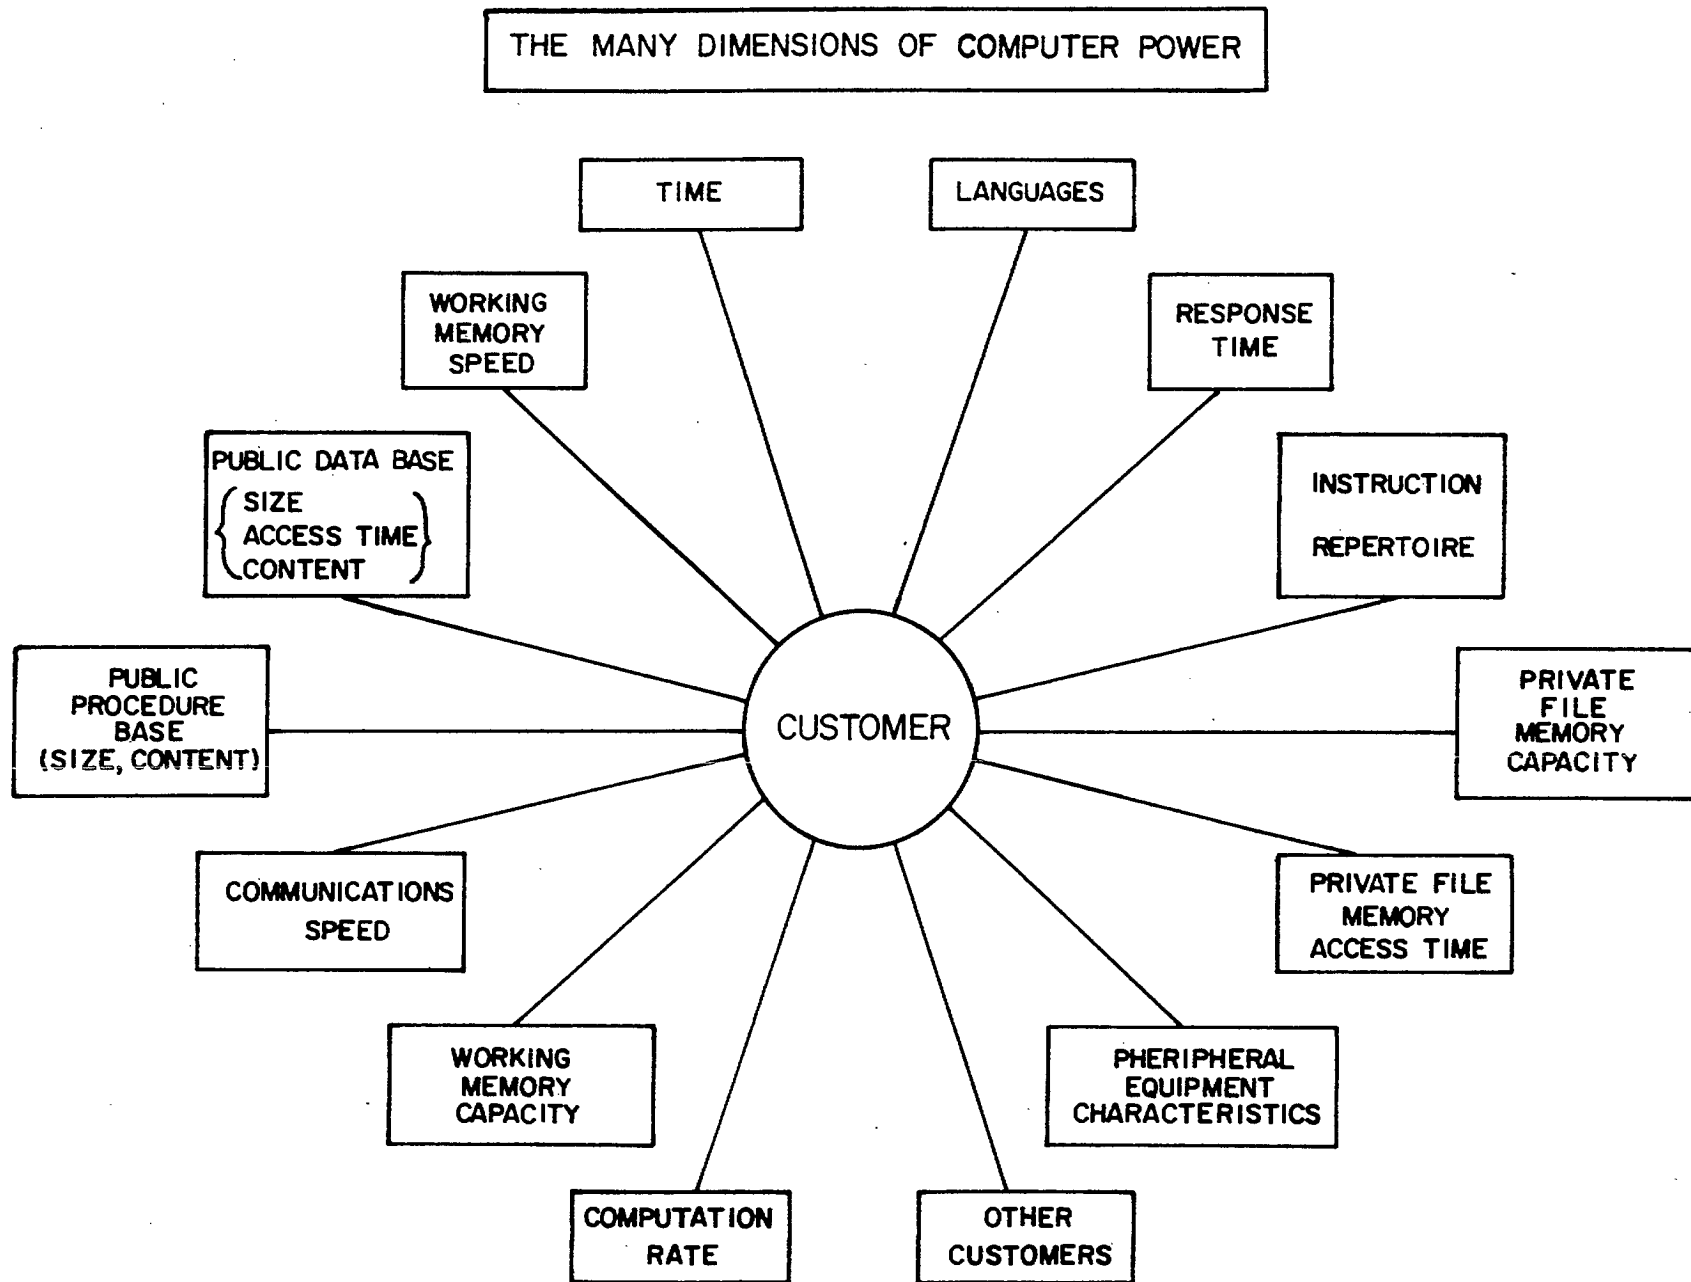 THE MANY DIMENSIONS OF COMPUTER POWER
TIME
LANGUAGES
WORKING
MEMORY
SPEED
RESPONSE
TIME
PUBLIC DATA BASE
SIZE
ACCESS TIME
CONTENT
INSTRUCTION
REPERTOIRE
PUBLIC
PROCEDURE
BASE
(SIZE, CONTENT)
CUSTOMER
PRIVATE
FILE
MEMORY
CAPACITY
COMMUNICATIONS
SPEED
PRIVATE FILE
MEMORY
ACCESS TIME
WORKING
MEMORY
CAPACITY
PHERIPHERAL
EQUIPMENT
CHARACTERISTICS
COMPUTATION
RATE
OTHER
CUSTOMERS